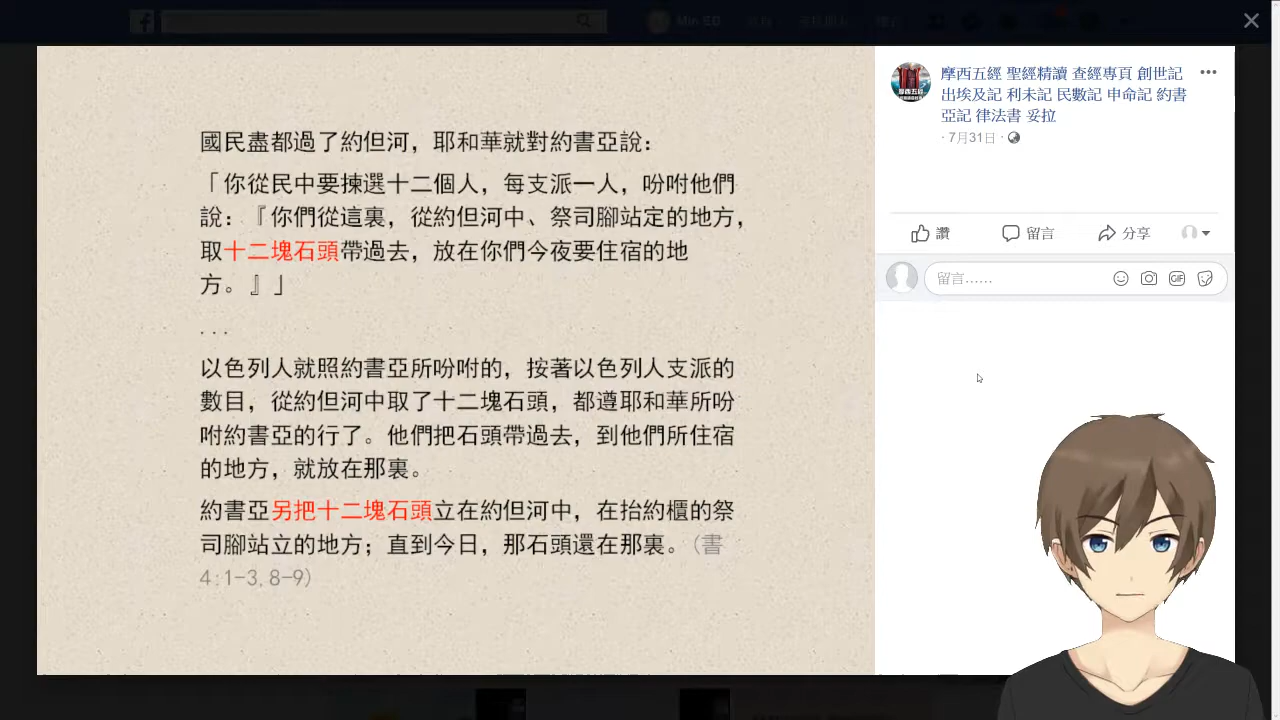 Min EB
國民盡都過了約但河，耶和華就對約書亞說：
「你從民中要揀選十二個人，每支派一人，吩咐他們
說：『你們從這裏，從約但河中、祭司腳站定的地方，
取十二塊石頭帶過去，放在你們今夜要住宿的地
方。』」
...
以色列人就照約書亞所吩咐的，按著以色列人支派的
數目，從約但河中取了十二塊石頭，都遵耶和華所吩
咐約書亞的行了。他們把石頭帶過去，到他們所住宿
的地方，就放在那裏。
約書亞另把十二塊石頭立在約但河中，在抬約櫃的祭
司腳站立的地方；直到今日，那石頭還在那裏。（書
4:1-3,8-9）
摩西五經
摩西五經 聖經精讀 查經專頁 創世記
出埃及記 利未記 民數記 申命記 約書
亞記 律法書 妥拉
· 7月31日 ·
讚 留言 分享
留言…… GIF